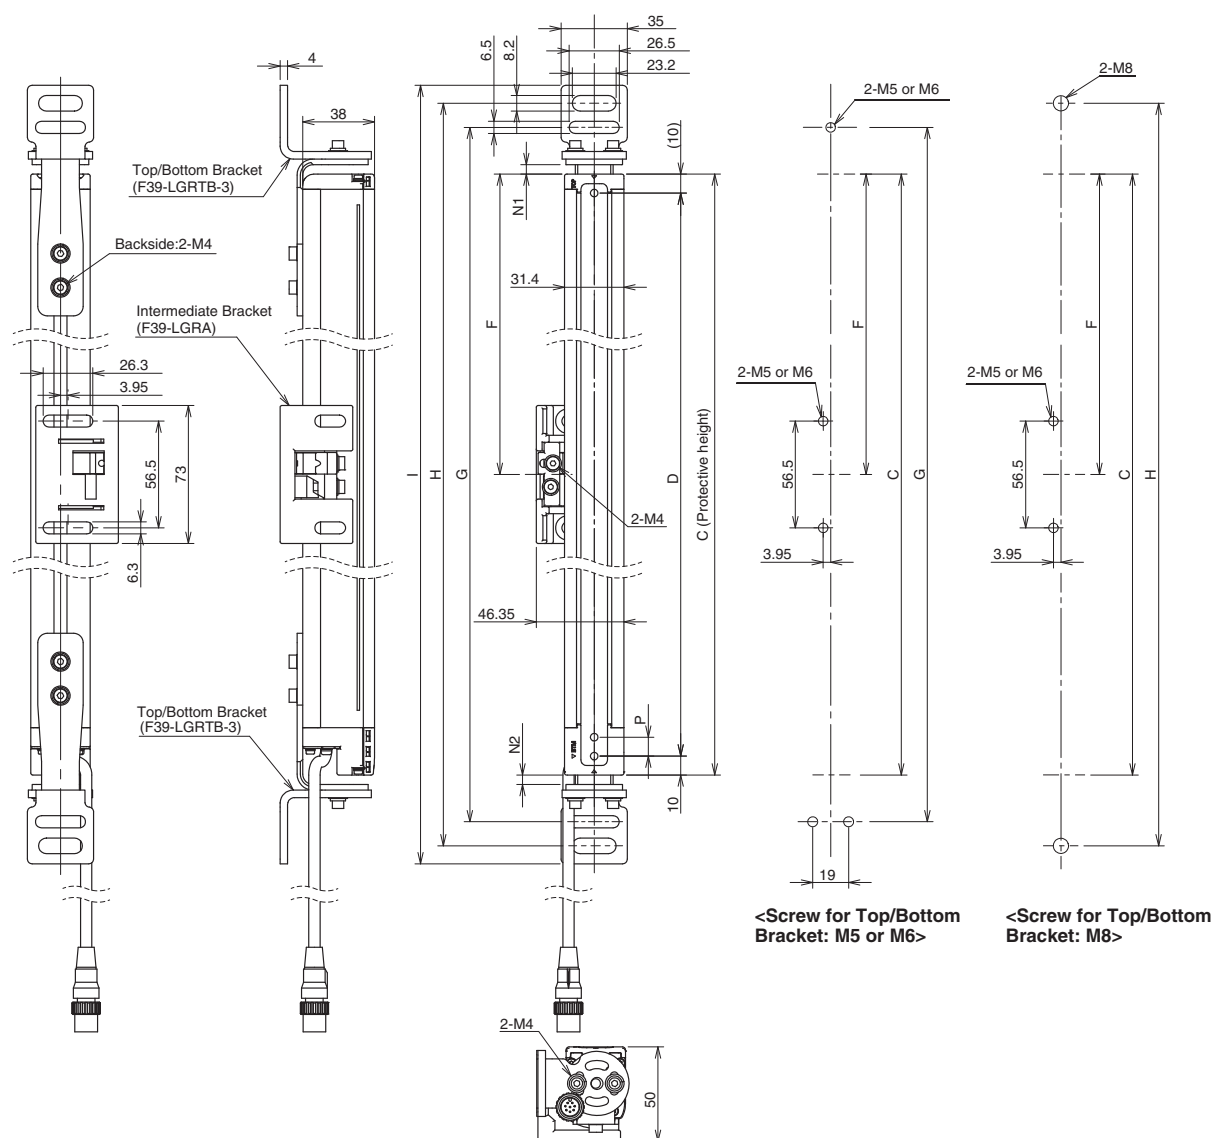 35
26.5
23.2
6.5
8.2
4
38
2-M8
2-M5 or M6
(10)
Top/Bottom Bracket
(F39-LGRTB-3)
N1
Backside:2-M4
31.4
F
F
F
Intermediate Bracket
(F39-LGRA)
26.3
3.95
2-M5 or M6
2-M5 or M6
56.5
73
I
H
G
D
C (Protective height)
56.5
C
G
56.5
C
H
2-M4
6.3
3.95
3.95
46.35
Top/Bottom Bracket
(F39-LGRTB-3)
N2
P
10
19
<Screw for Top/Bottom
Bracket: M5 or M6>
<Screw for Top/Bottom
Bracket: M8>
2-M4
50